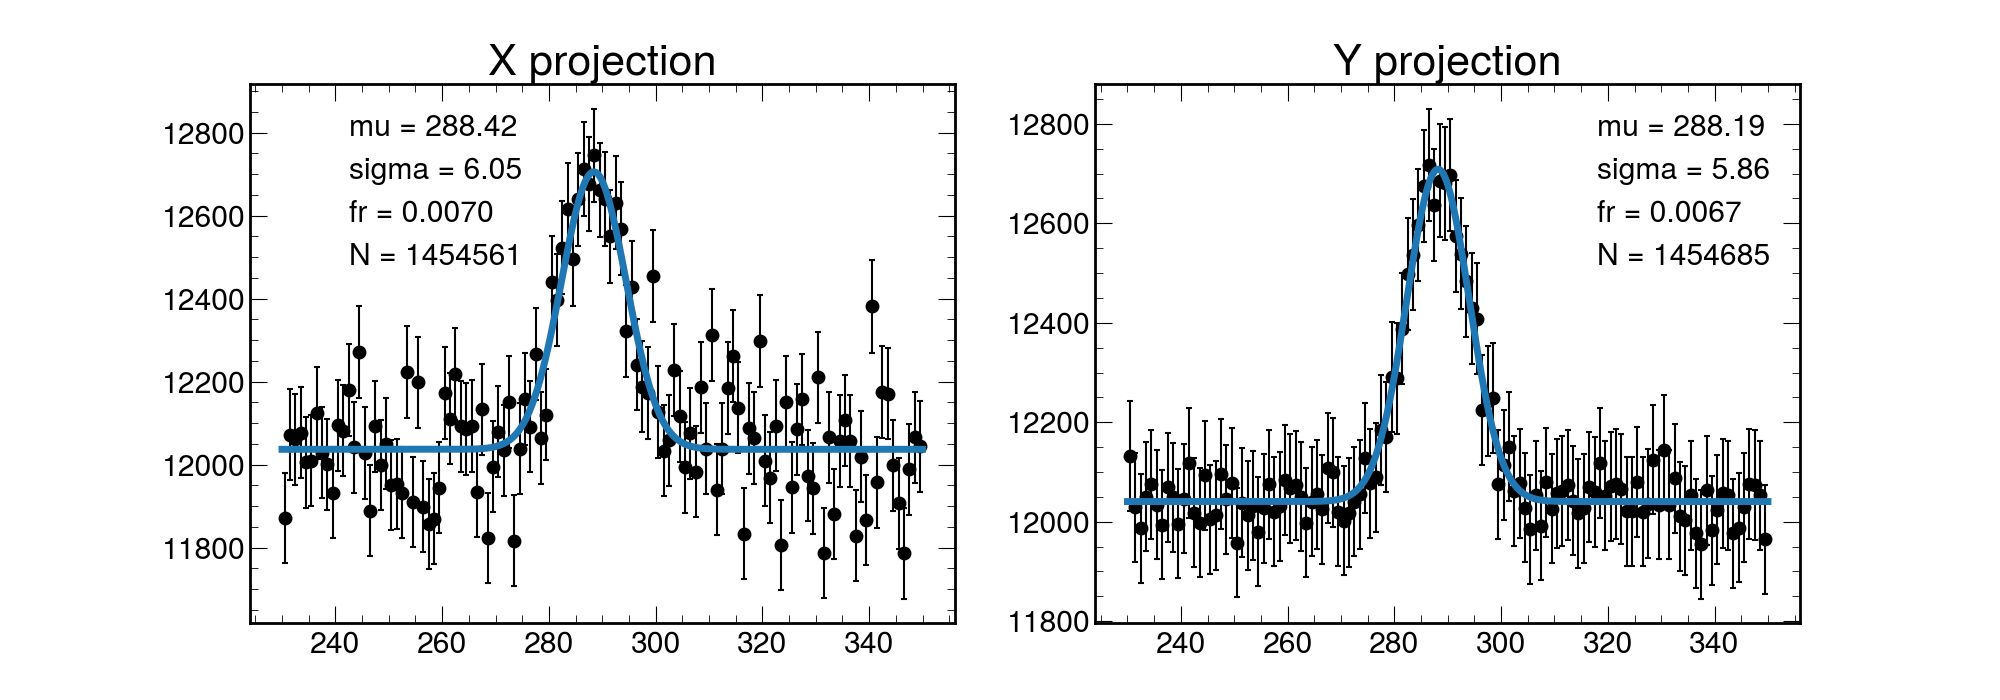 X projection
mu = 288.42
sigma = 6.05
fr = 0.0070
N = 1454561
12800
12600
12400
12200
12000
11800
240 260 280 300 320 340
Y projection
mu = 288.19
sigma = 5.86
fr = 0.0067
N = 1454685
12800
12600
12400
12200
12000
11800
240 260 280 300 320 340